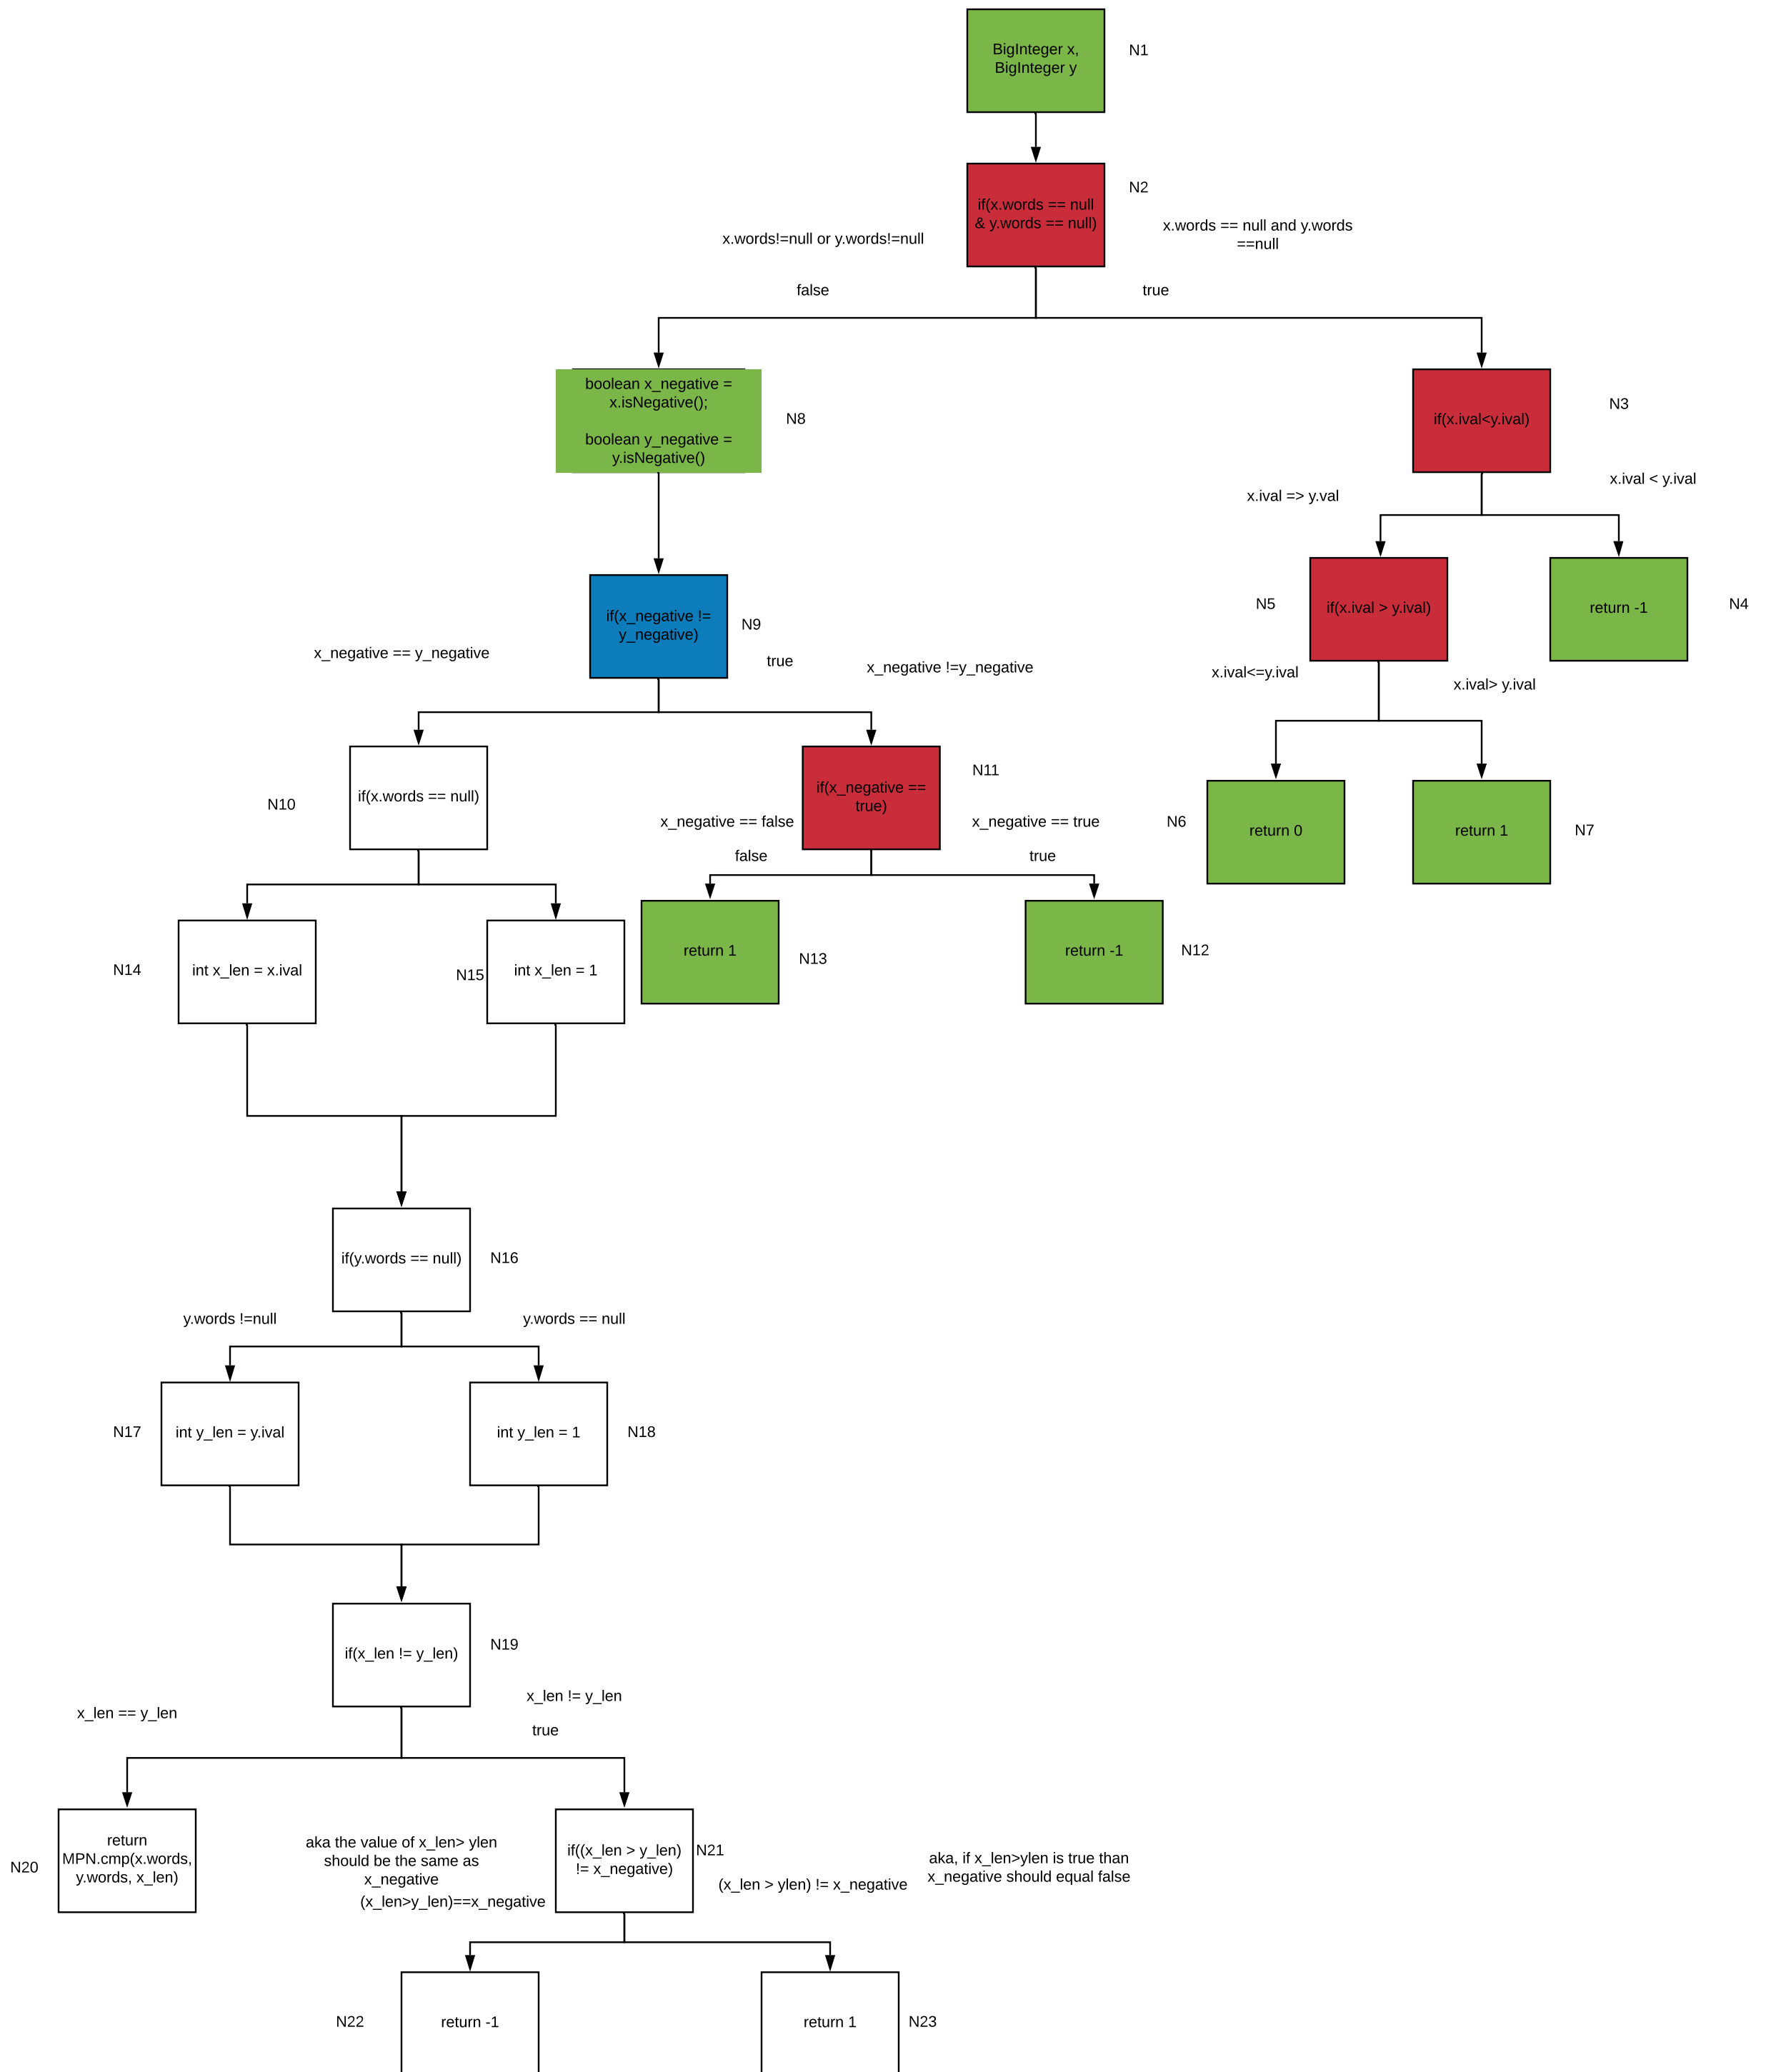 BigInteger x,
BigInteger y
N1
if(x.words == null
& y.words == null)
N2
x.words!=null or y.words!=null
x.words == null and y.words
==null
false
true
boolean x_negative =
x.isNegative();
boolean y_negative =
y.isNegative()
N8
if(x.ival<y.ival)
N3
x.ival => y.val
x.ival < y.ival
N5
if(x.ival > y.ival)
return -1
N4
if(x_negative !=
y_negative)
N9
x_negative == y_negative
true
x_negative !=y_negative
x.ival<=y.ival
x.ival> y.ival
N10
if(x.words == null)
if(x_negative ==
true)
N11
x_negative == false
x_negative == true
false
true
N6
return 0
return 1
N7
N14
int x_len = x.ival
N15
int x_len = 1
return 1
N13
return -1
N12
if(y.words == null)
N16
y.words !=null
y.words == null
N17
int y_len = y.ival
int y_len = 1
N18
if(x_len != y_len)
N19
x_len == y_len
x_len != y_len
true
N20
return
MPN.cmp(x.words,
y.words, x_len)
aka the value of x_len> ylen
should be the same as
x_negative
(x_len>y_len)==x_negative
if((x_len > y_len)
!= x_negative)
N21
(x_len > ylen) != x_negative
aka, if x_len>ylen is true than
x_negative should equal false
N22
return -1
return 1
N23